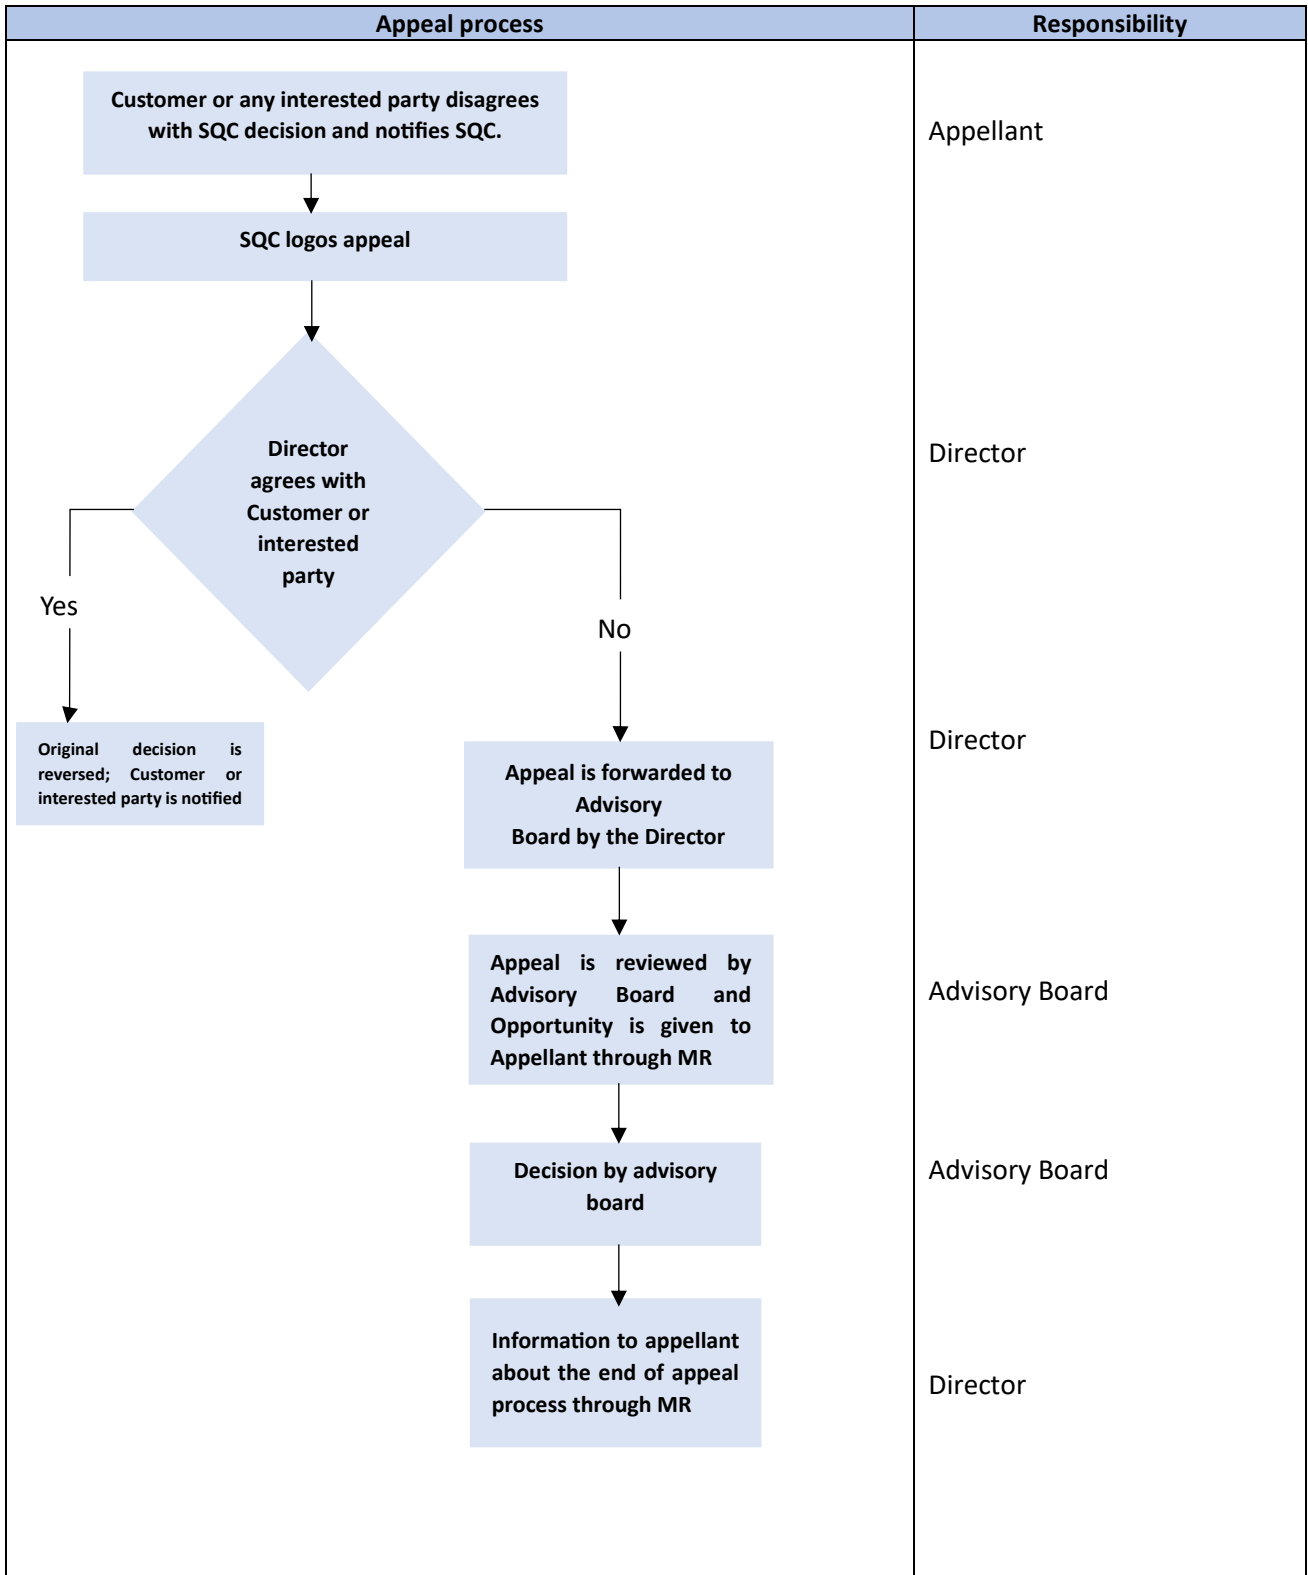 Appeal process
Responsibility
Customer or any interested party disagrees
with SQC decision and notifies SQC.
Appellant
SQC logos appeal
Director
agrees with
Customer or
interested
party
Director
Yes
No
Original decision is
reversed; Customer or
interested party is notified
Appeal is forwarded to
Advisory
Board by the Director
Director
Appeal is reviewed by
Advisory Board and
Opportunity is given to
Appellant through MR
Advisory Board
Decision by advisory
board
Advisory Board
Information to appellant
about the end of appeal
process through MR
Director